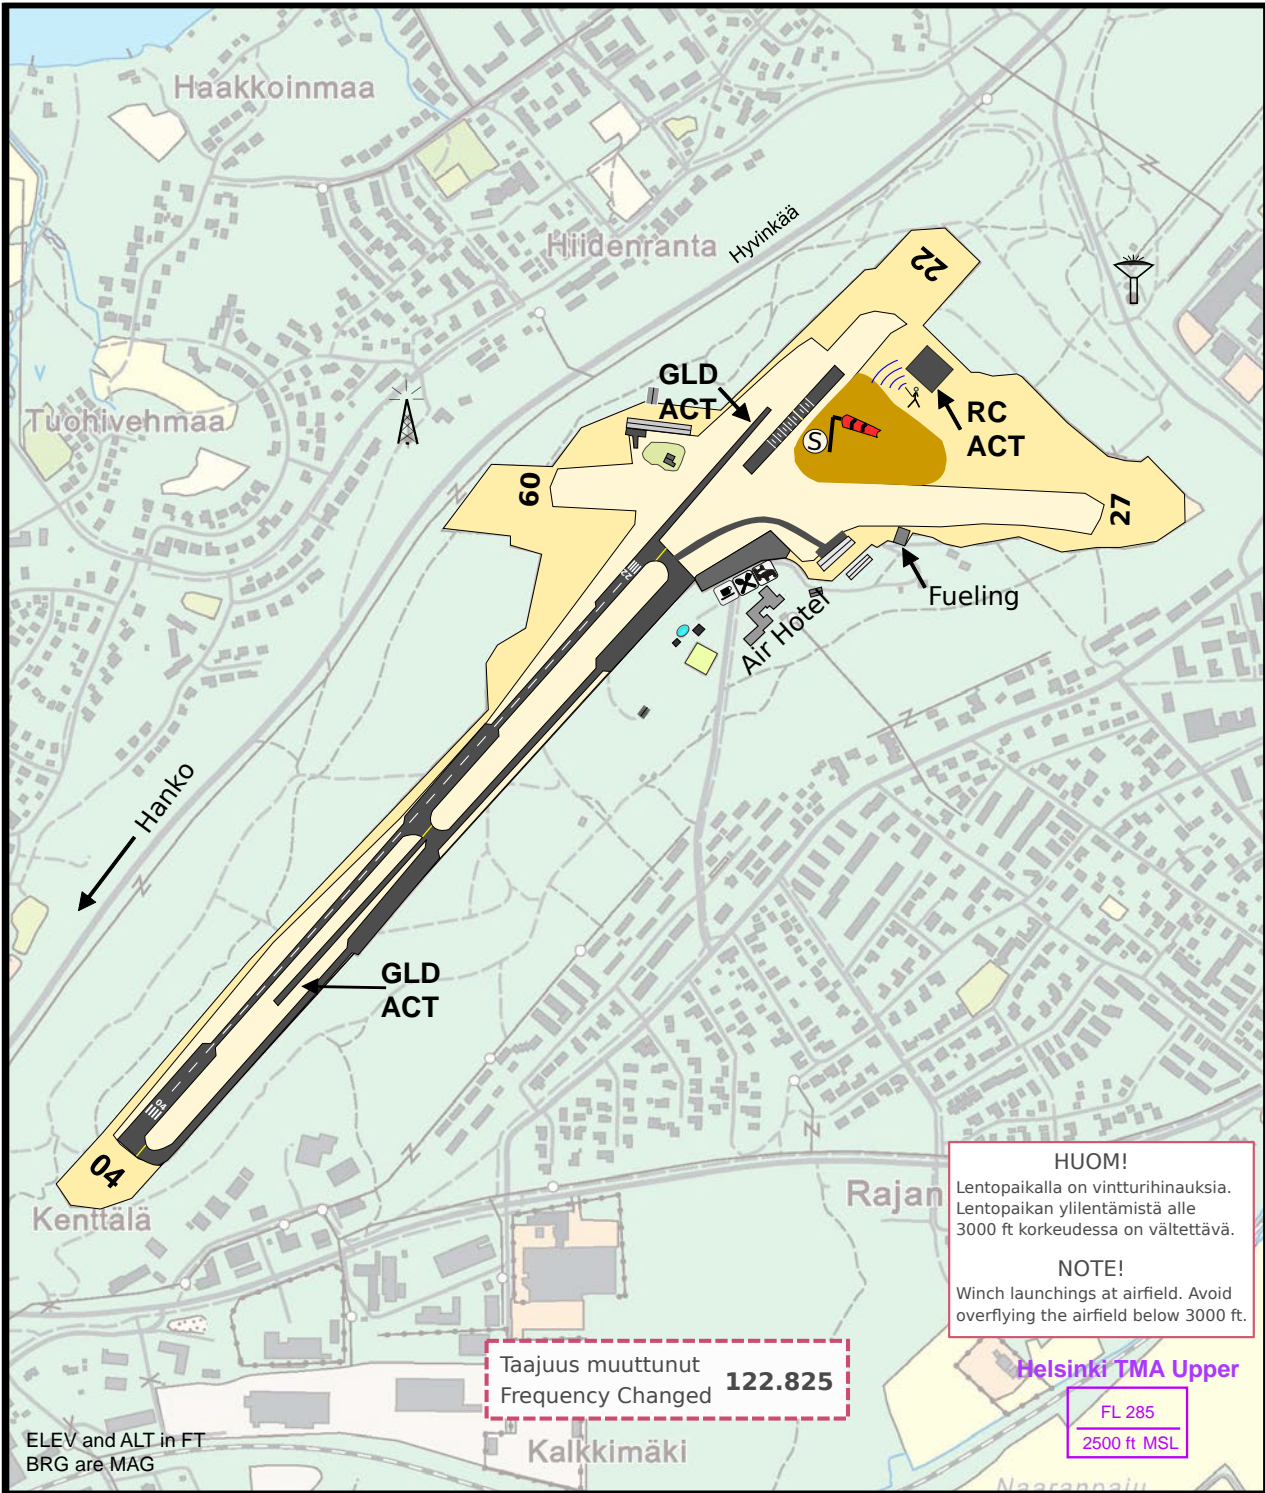 Haakkoinmaa
Hiidenranta
Hyvinkää
22
Tuohivehmaa
GLD
ACT
RC
ACT
S
09
27
22
Fueling
Air Hotel
Hanko
GLD
ACT
04
04
Kenttälä
Rajan
HUOM!
Lentopaikalla on vintturihinauksia.
Lentopaikan ylilentämistä alle
3000 ft korkeudessa on vältettävä.
NOTE!
Winch launchings at airfield. Avoid
overflying the airfield below 3000 ft.
Taajuus muuttunut
Frequency Changed 122.825
Helsinki TMA Upper
FL 285
2500 ft MSL
ELEV and ALT in FT
BRG are MAG
Kalkkimäki
Naarannaju